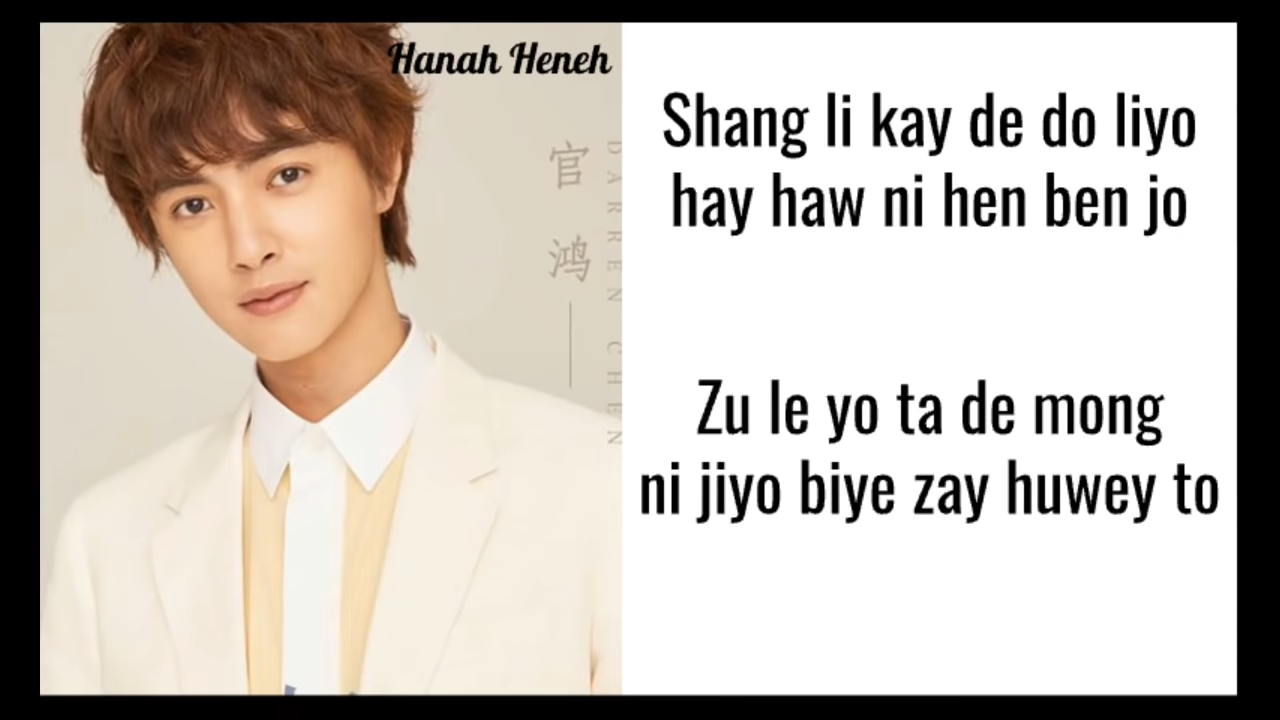 Hanah Heneh
官鸿
DARREN CHEN
Shang li kay de do liyo
hay haw ni hen ben jo
Zu le yo ta de mong
ni jiyo biye zay huwey to